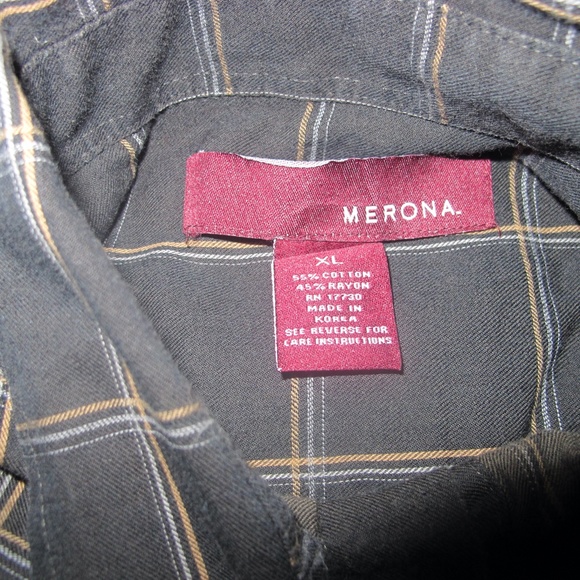 MERONA
XL
55% COTTON
45% RAYON
RN 17730
MADE IN
KOREA
SEE REVERSE FOR
CARE INSTRUCTIONS